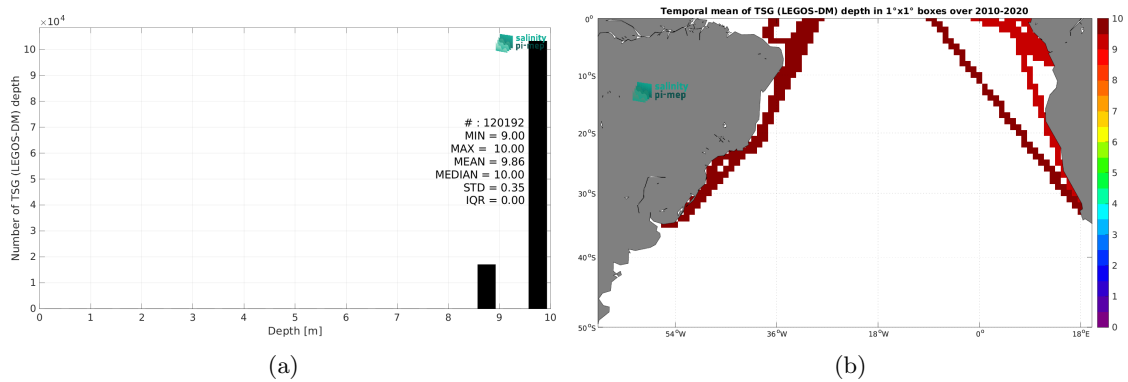 ×10⁴
10
9
8
7
6
5
4
3
2
1
0
Number of TSG (LEGOS-DM) depth
salinity
pi-mep
# : 120192
MIN = 9.00
MAX = 10.00
MEAN = 9.86
MEDIAN = 10.00
STD = 0.35
IQR = 0.00
0 1 2 3 4 5 6 7 8 9 10
Depth [m]
(a)
Temporal mean of TSG (LEGOS-DM) depth in 1°x1° boxes over 2010-2020
0°
10°S
20°S
30°S
40°S
50°S
salinity
pi-mep
54°W 36°W 18°W 0° 18°E
10
9
8
7
6
5
4
3
2
1
0
(b)